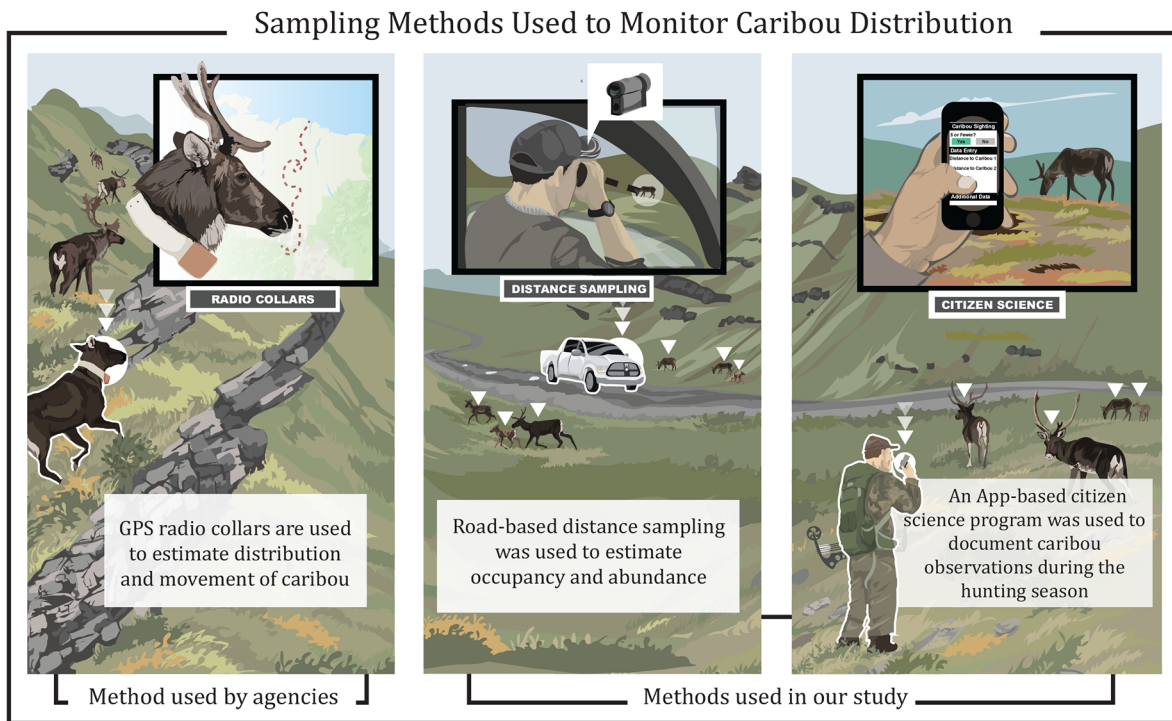 Sampling Methods Used to Monitor Caribou Distribution
RADIO COLLARS
GPS radio collars are used
to estimate distribution
and movement of caribou
Method used by agencies
DISTANCE SAMPLING
Road-based distance sampling
was used to estimate
occupancy and abundance
Caribou Sighting
5 or Fewer?
Yes No
Data Entry
Distance to Caribou 1
Distance to Caribou 2
Additional Data
CITIZEN SCIENCE
An App-based citizen
science program was used to
document caribou
observations during the
hunting season
Methods used in our study